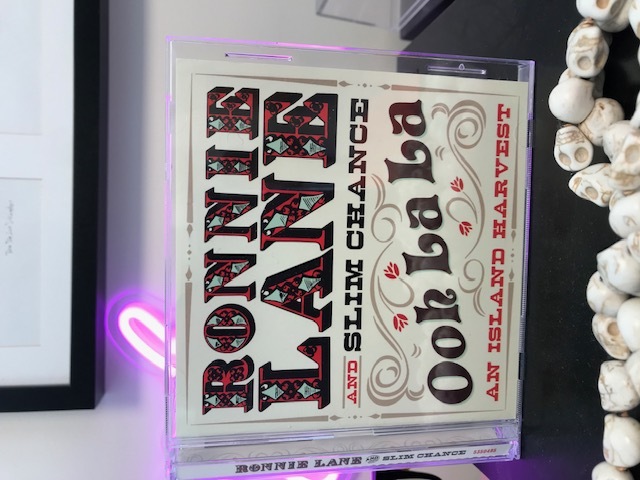 RONNIE
LANE
AND SLIM CHANCE
Ooh La La
AN ISLAND HARVEST
RONNIE LANE AND SLIM CHANCE